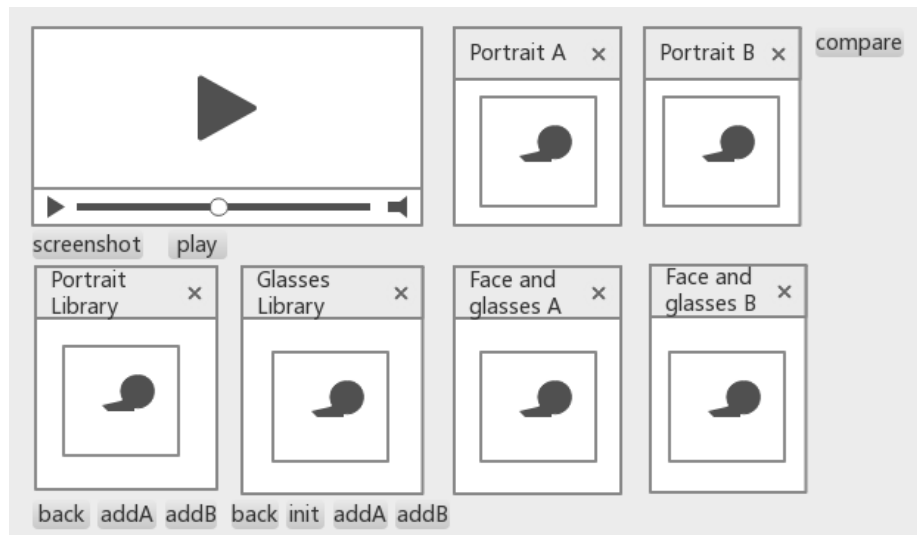 Portrait A ×
Portrait B ×
compare
screenshot
play
Portrait
Library ×
Glasses
Library ×
Face and
glasses A ×
Face and
glasses B ×
back
addA
addB
back
init
addA
addB